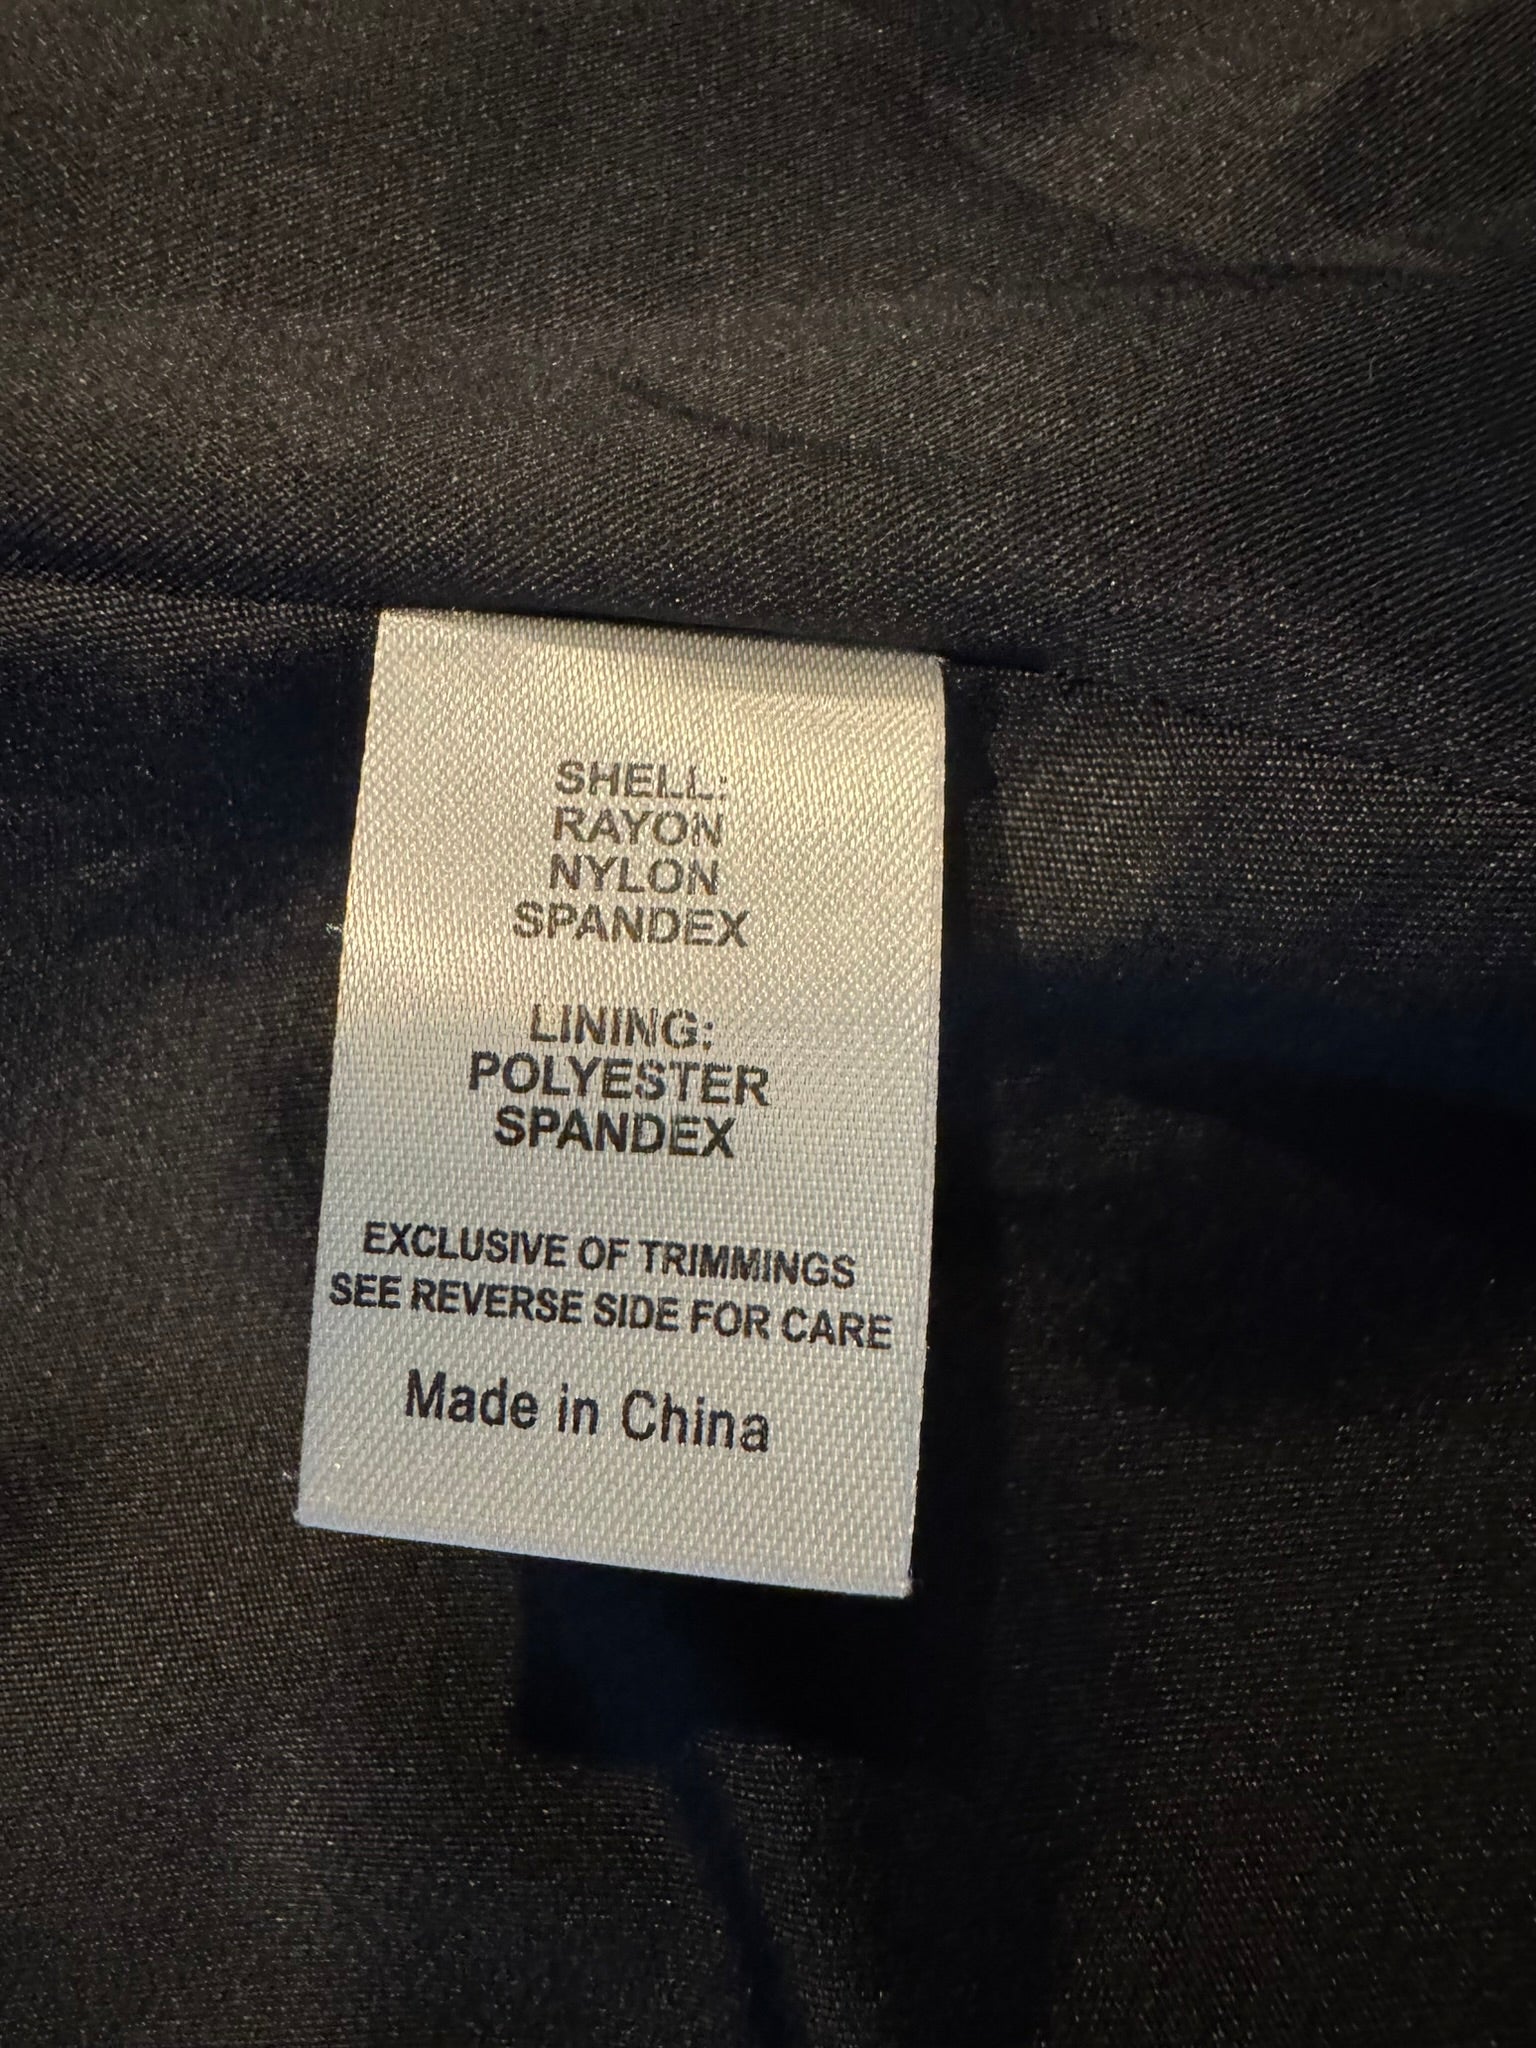 SHELL:
RAYON
NYLON
SPANDEX
LINING:
POLYESTER
SPANDEX
EXCLUSIVE OF TRIMMINGS
SEE REVERSE SIDE FOR CARE
Made in China